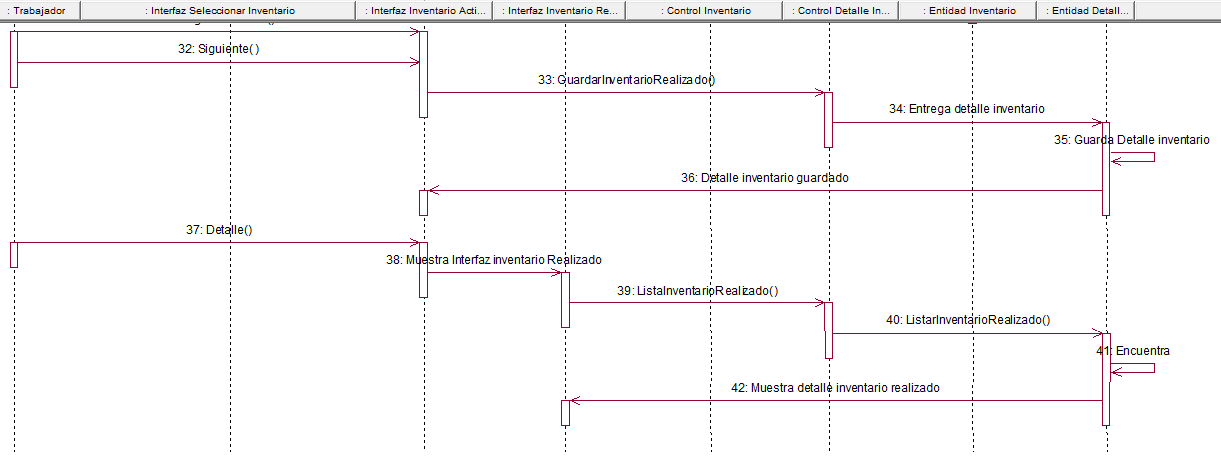 : Trabajador
: Interfaz Seleccionar Inventario
: Interfaz Inventario Acti...
: Interfaz Inventario Re...
: Control Inventario
: Control Detalle In...
: Entidad Inventario
: Entidad Detall...
32: Siguiente( )
33: GuardarInventarioRealizado()
34: Entrega detalle inventario
35: Guarda Detalle inventario
36: Detalle inventario guardado
37: Detalle()
38: Muestra Interfaz inventario Realizado
39: ListaInventarioRealizado( )
40: ListarInventarioRealizado()
41: Encuentra
42: Muestra detalle inventario realizado